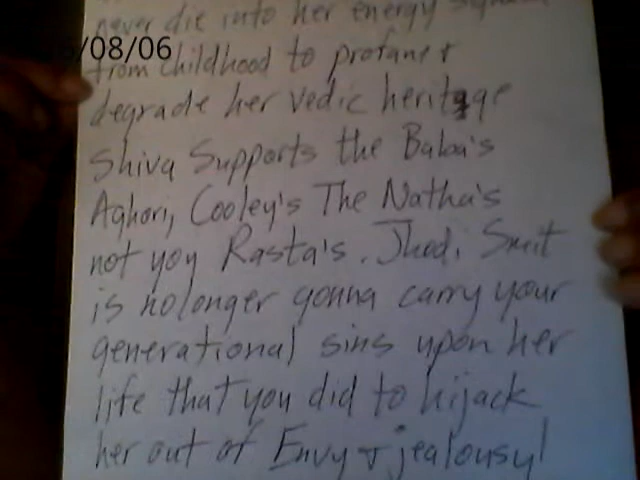 never die into her energy
/08/06
from childhood to profane &
degrade her Vedic heritage
Shiva Supports the Baba's
Aghori, Cooley's The Natha's
not you Rasta's. Jhodi Smit
is no longer gonna carry your
generational sins upon her
life that you did to hijack
her out of Envy & jealousy!